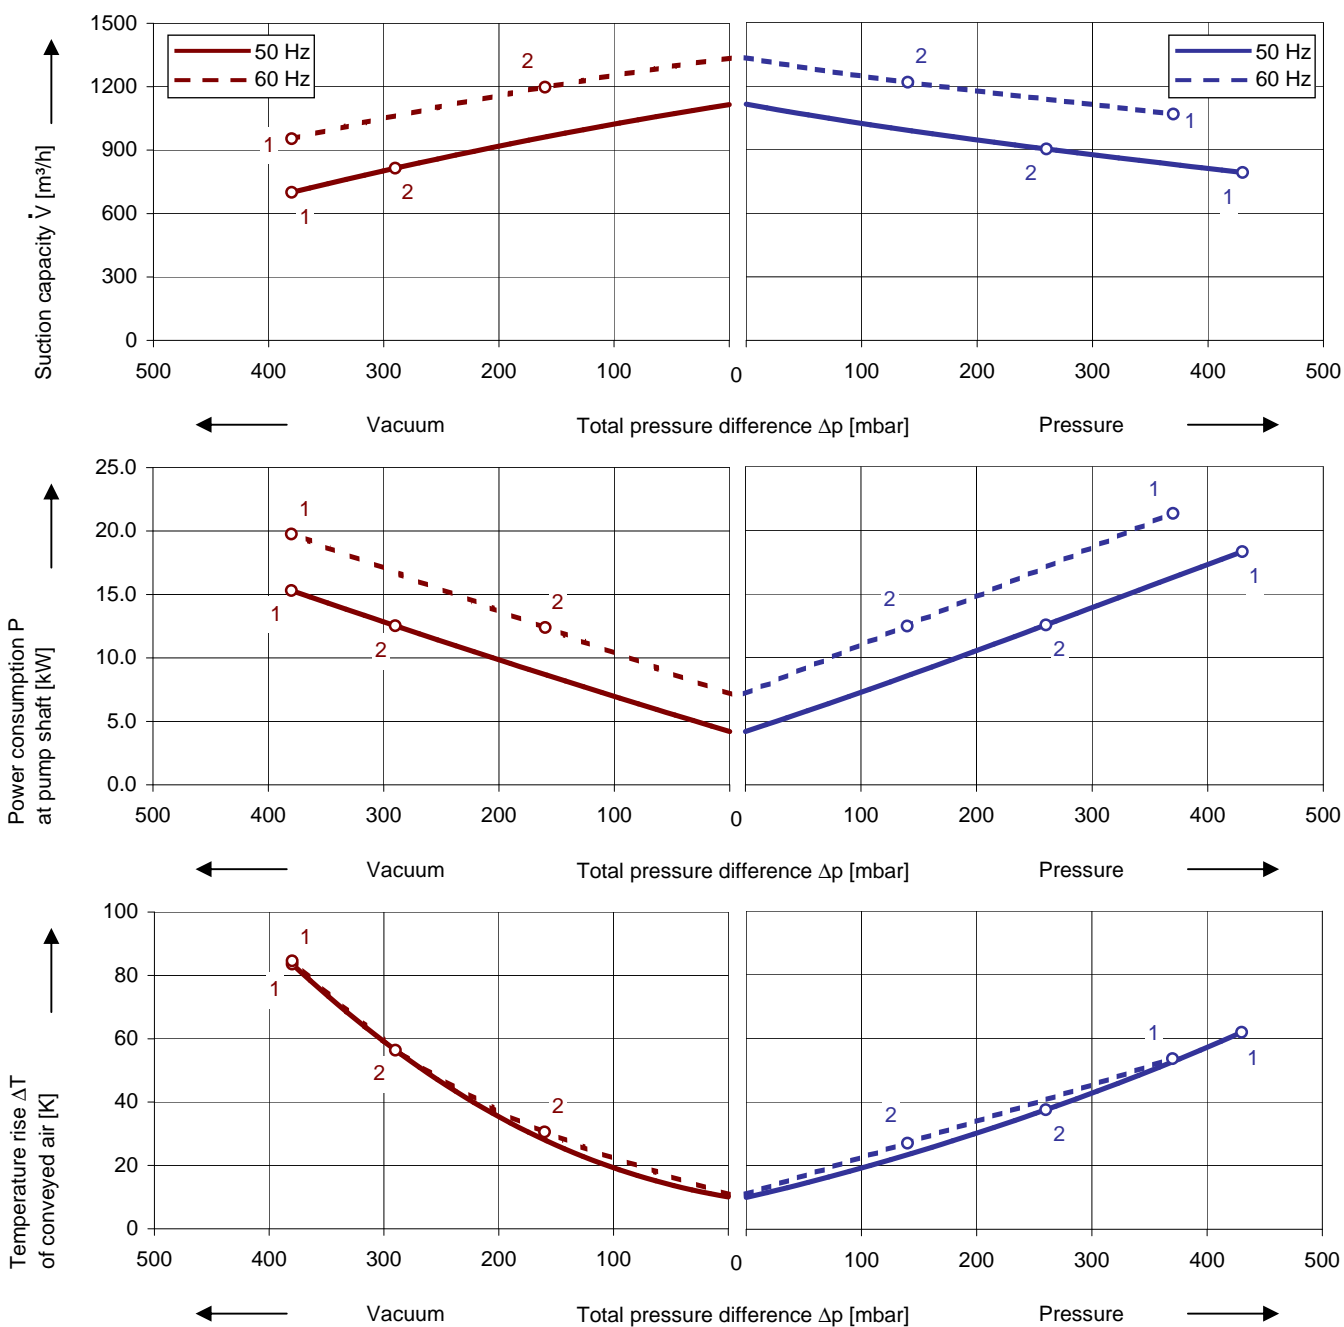 Suction capacity V̇ [m³/h]
1500
1200
900
600
300
0
50 Hz
60 Hz
2
1
2
1
50 Hz
60 Hz
2
1
2
1
500 400 300 200 100 0 100 200 300 400 500
Vacuum Total pressure difference Δp [mbar] Pressure
Power consumption P
at pump shaft [kW]
25.0
20.0
15.0
10.0
5.0
0.0
1
2
1
2
1
2
1
2
500 400 300 200 100 0 100 200 300 400 500
Vacuum Total pressure difference Δp [mbar] Pressure
Temperature rise ΔT
of conveyed air [K]
100
80
60
40
20
0
1
1
2
2
1
1
2
2
500 400 300 200 100 0 100 200 300 400 500
Vacuum Total pressure difference Δp [mbar] Pressure